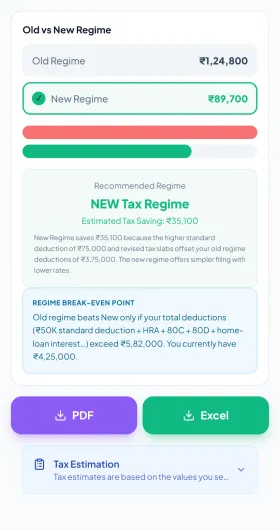 Old vs New Regime
Old Regime ₹1,24,800
New Regime ₹89,700
Recommended Regime
NEW Tax Regime
Estimated Tax Saving: ₹35,100
New Regime saves ₹35,100 because the higher standard
deduction of ₹75,000 and revised tax slabs offset your old regime
deductions of ₹3,75,000. The new regime offers simpler filing with
lower rates.
REGIME BREAK-EVEN POINT
Old regime beats New only if your total deductions
(₹50K standard deduction + HRA + 80C + 80D + home-
loan interest...) exceed ₹5,82,000. You currently have
₹4,25,000.
PDF
Excel
Tax Estimation
Tax estimates are based on the values you se...